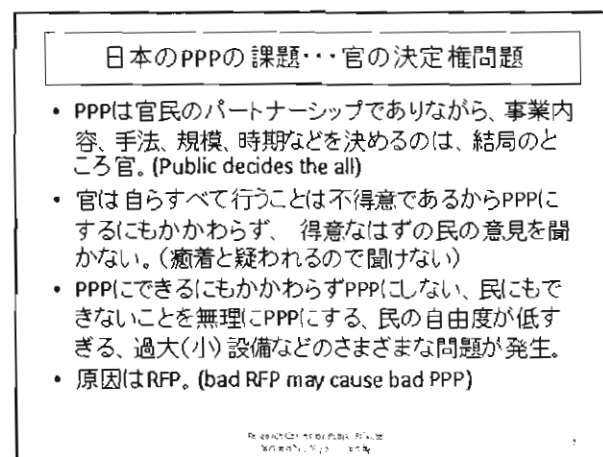 日本のPPPの課題・・・官の決定権問題
• PPPは官民のパートナーシップでありながら、事業内
容、手法、規模、時期などを決めるのは、結局のと
ころ官。(Public decides the all)
• 官は自らすべて行うことは不得意であるからPPPに
するにもかかわらず、 得意なはずの民の意見を聞
かない。（癒着と疑われるので聞けない）
• PPPにできるにもかかわらずPPPにしない、民にもで
きないことを無理にPPPにする、民の自由度が低す
ぎる、過大（小）設備などのさまざまな問題が発生。
• 原因はRFP。(bad RFP may cause bad PPP)